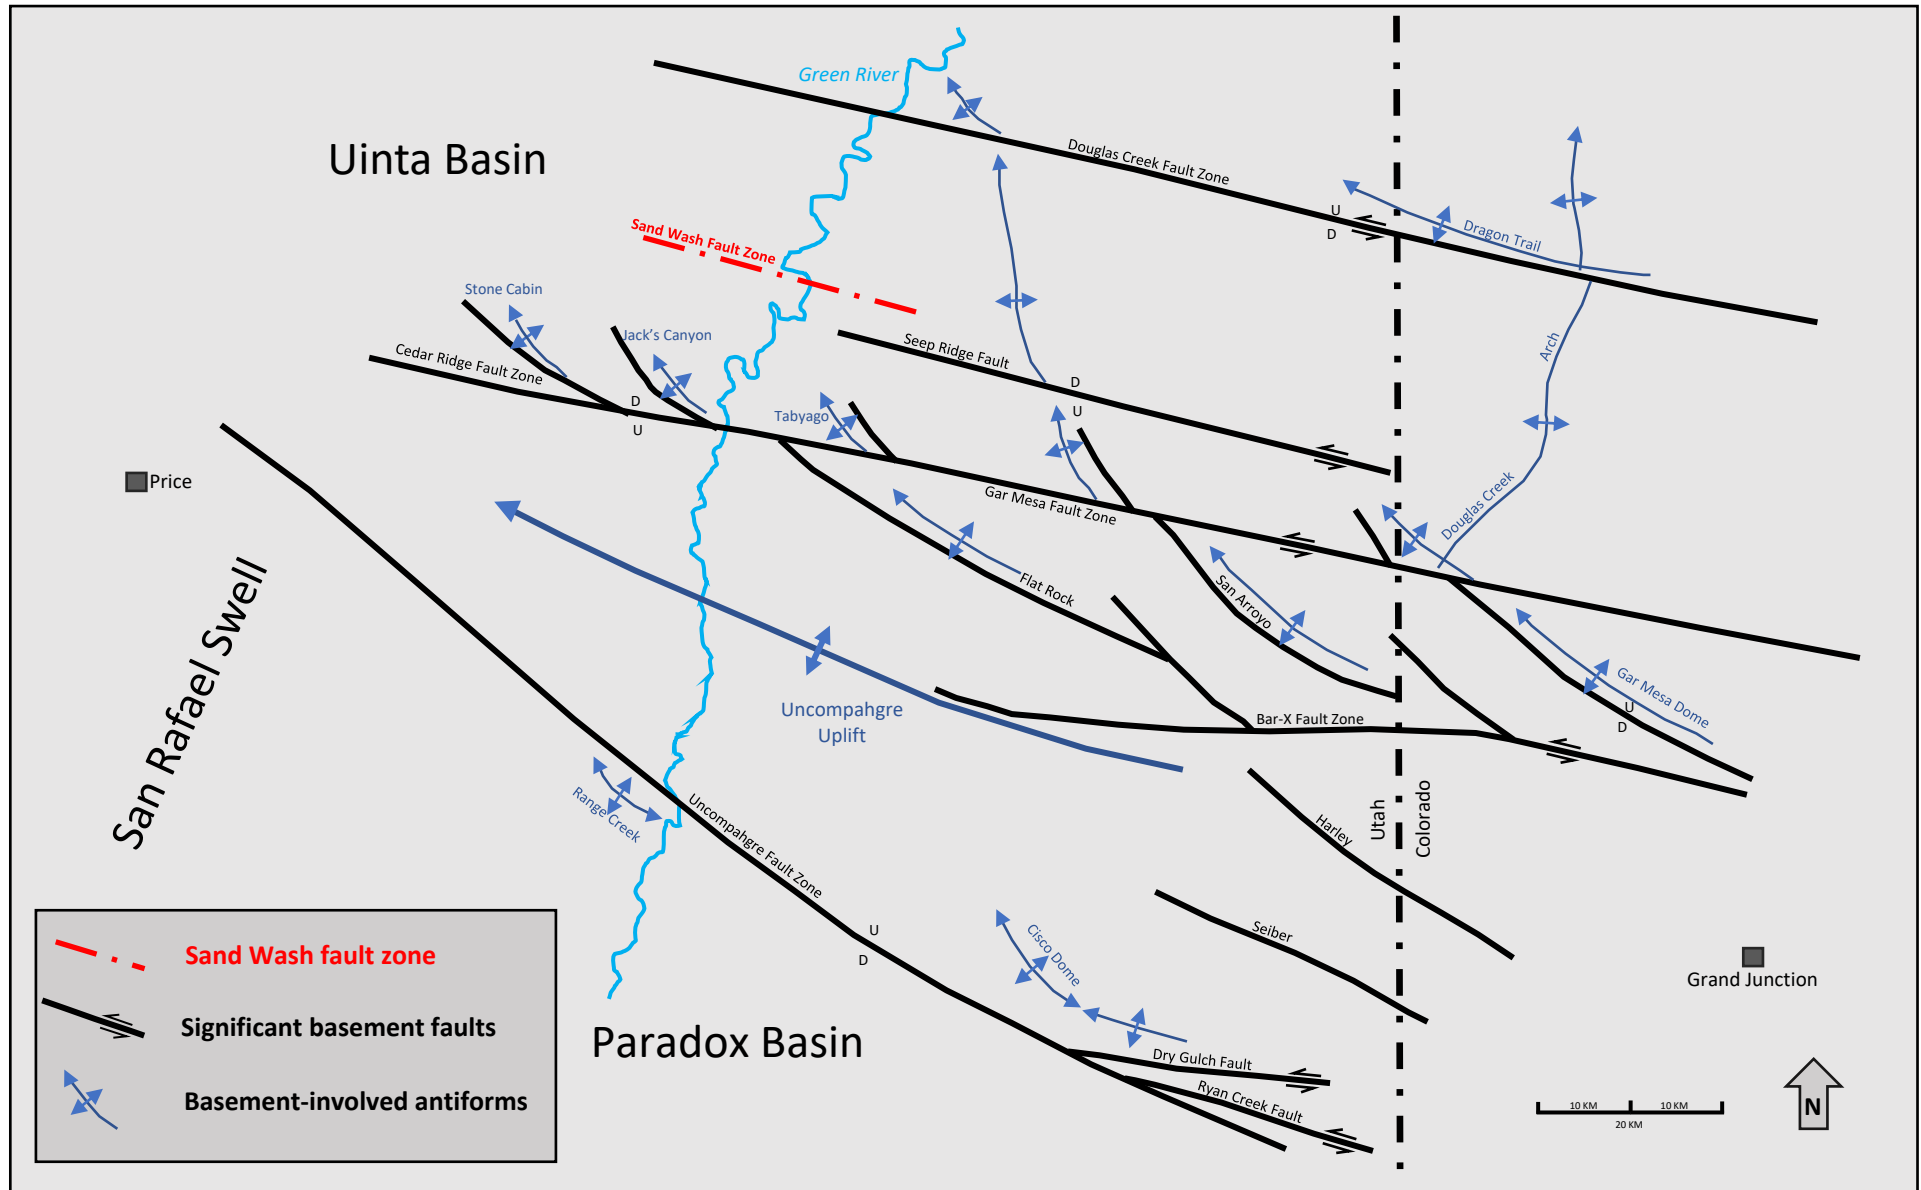 Green River
Uinta Basin
Douglas Creek Fault Zone
U
D
Dragon Trail
Sand Wash Fault Zone
Stone Cabin
Jack's Canyon
Cedar Ridge Fault Zone
D
U
Seep Ridge Fault
D
U
Arch
Tabyago
Price
Gar Mesa Fault Zone
Douglas Creek
Flat Rock
San Arroyo
San Rafael Swell
Uncompahgre
Uplift
Bar-X Fault Zone
Gar Mesa Dome
U
D
Range Creek
Uncompahgre Fault Zone
Utah
Colorado
Harley
U
D
Cisco Dome
Seiber
Grand Junction
Paradox Basin
Dry Gulch Fault
Ryan Creek Fault
Sand Wash fault zone
Significant basement faults
Basement-involved antiforms
10 KM
10 KM
20 KM
N